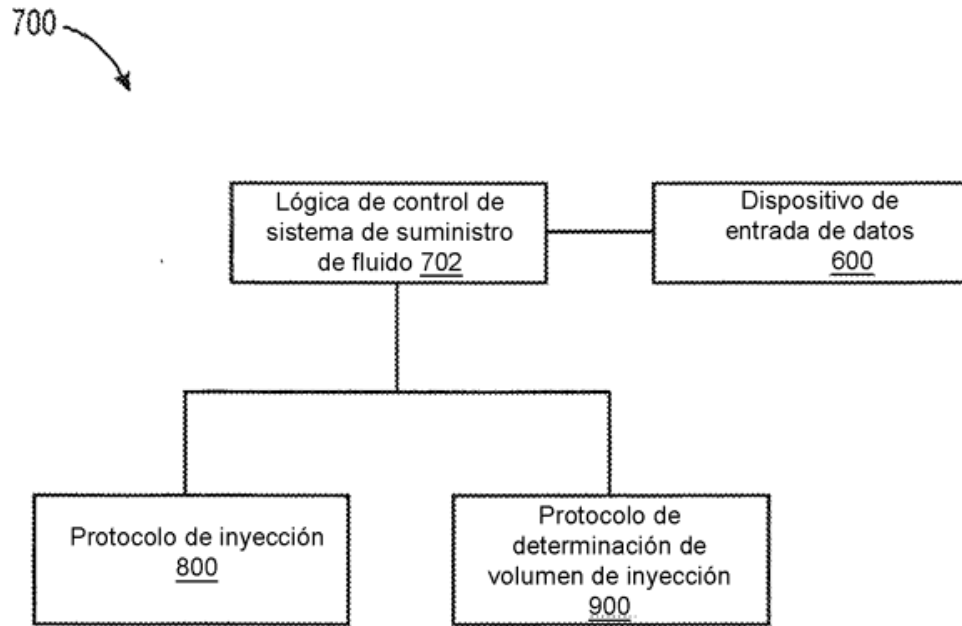 700
Lógica de control de
sistema de suministro
de fluido 702
Dispositivo de
entrada de datos
600
Protocolo de inyección
800
Protocolo de
determinación de
volumen de inyección
900